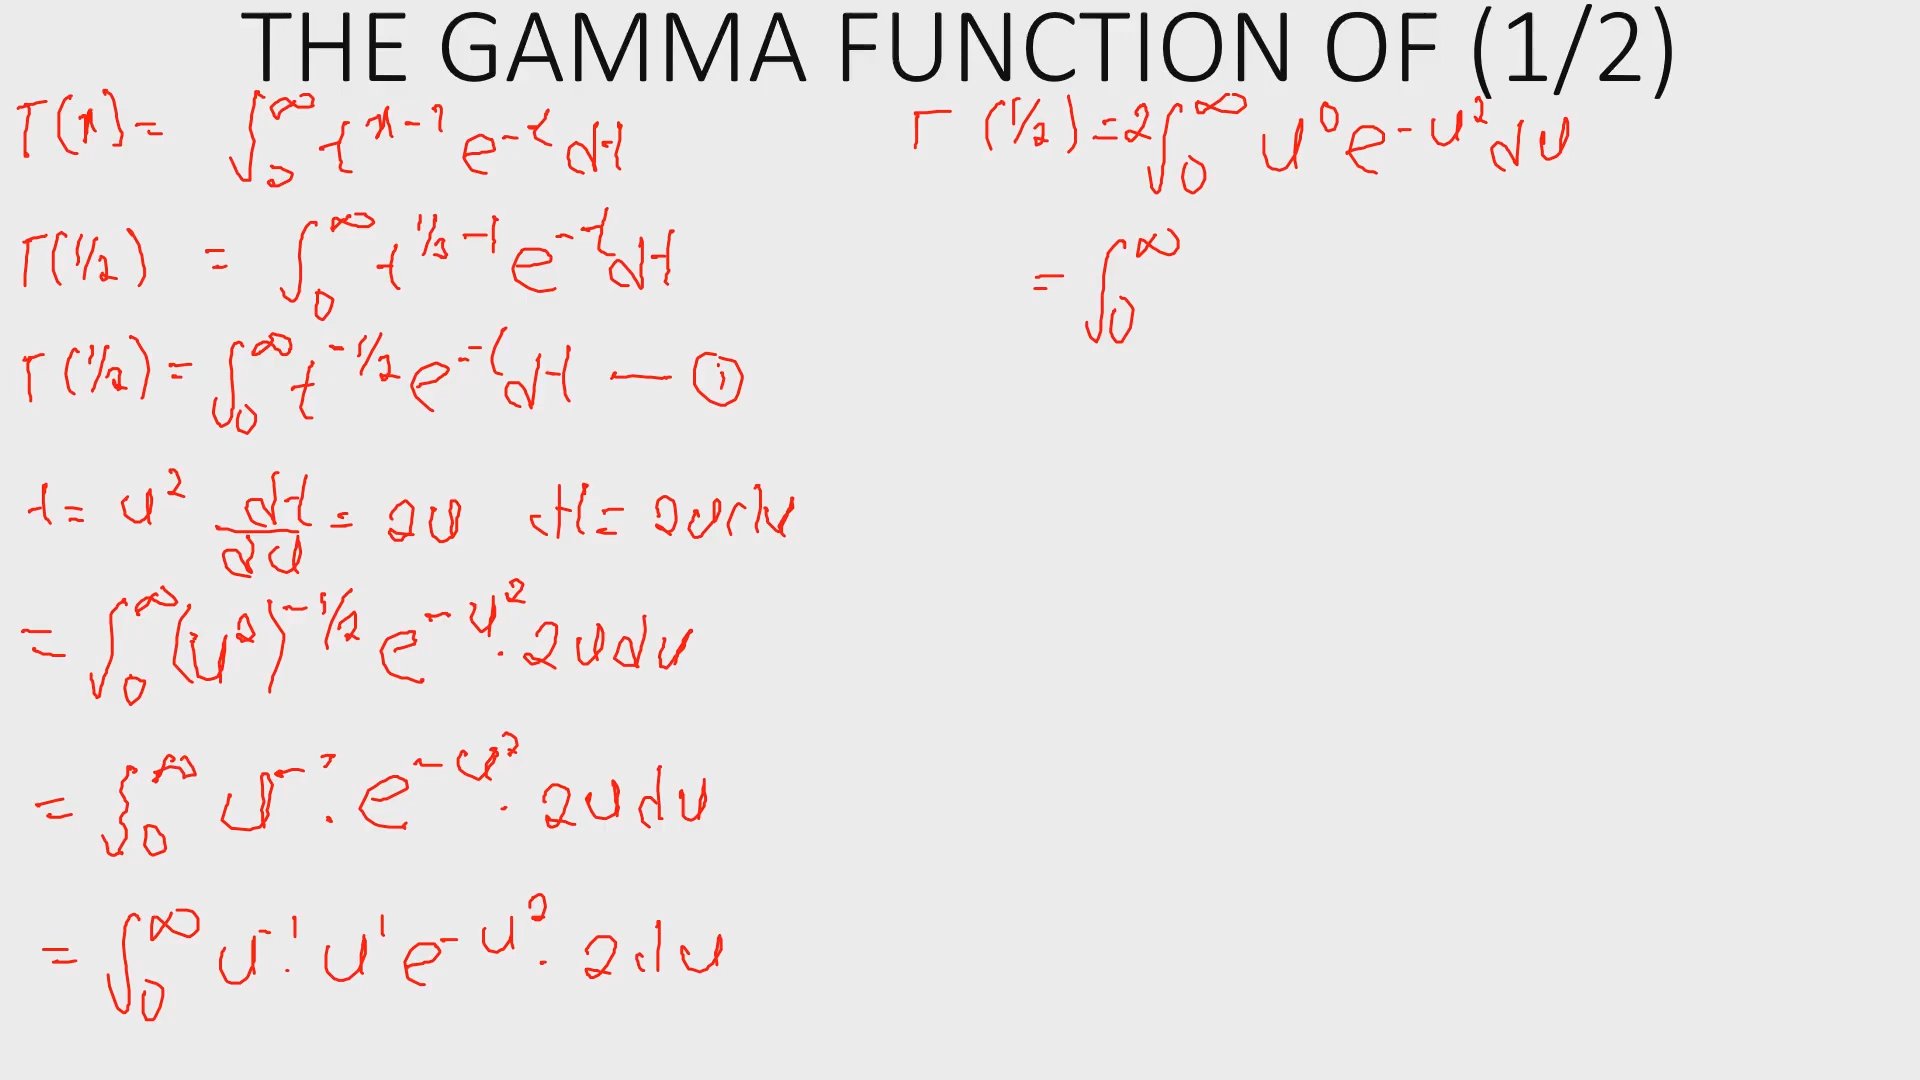 THE GAMMA FUNCTION OF (1/2)
Γ(x) = ∫₀^∞ t^(x-1) e^(-t) dt
Γ(1/2) = ∫₀^∞ t^(1/2 -1) e^(-t) dt
Γ(1/2) = ∫₀^∞ t^(-1/2) e^(-t) dt — ①
t = u² dt/du = 2u dt = 2udu
= ∫₀^∞ (u²)^(-1/2) e^(-u²) . 2udu
= ∫₀^∞ u^(-1) . e^(-u²) . 2udu
= ∫₀^∞ u^(-1) . u^1 e^(-u²) . 2du
Γ(1/2) = 2∫₀^∞ u^0 e^(-u²) du
= ∫₀^∞